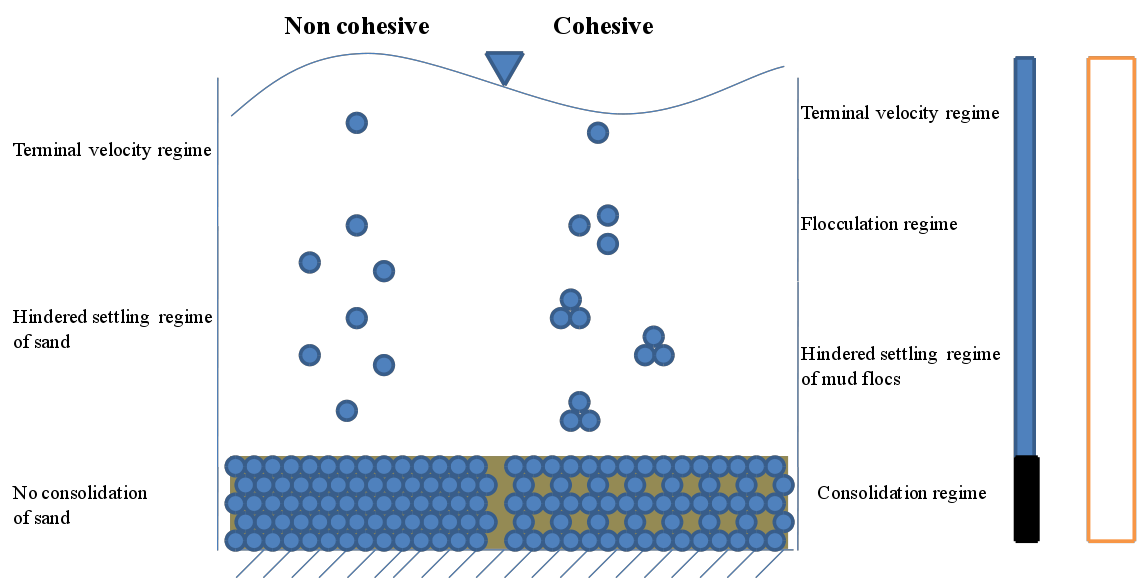 Non cohesive
Cohesive
Terminal velocity regime
Terminal velocity regime
Flocculation regime
Hindered settling regime
of sand
Hindered settling regime
of mud flocs
No consolidation
of sand
Consolidation regime